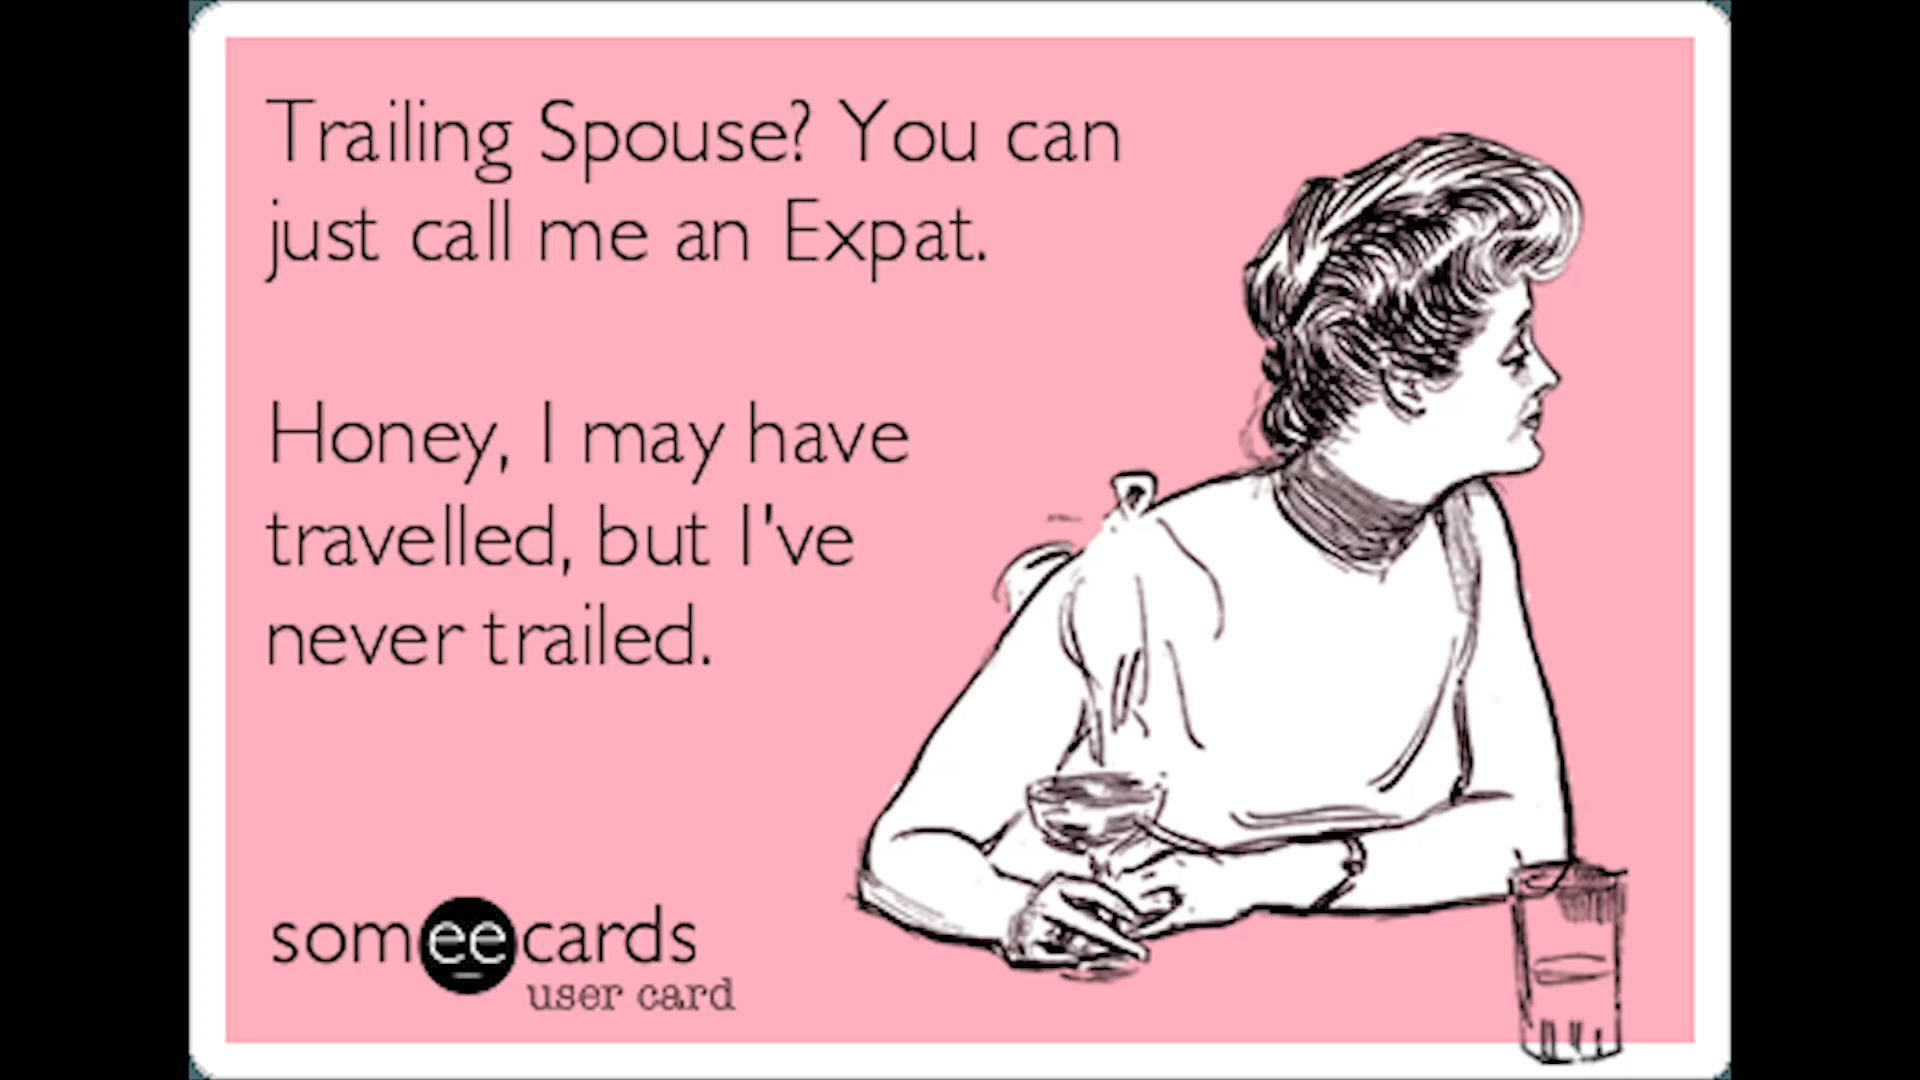 Trailing Spouse? You can
just call me an Expat.
Honey, I may have
travelled, but I've
never trailed.
someecards
user card